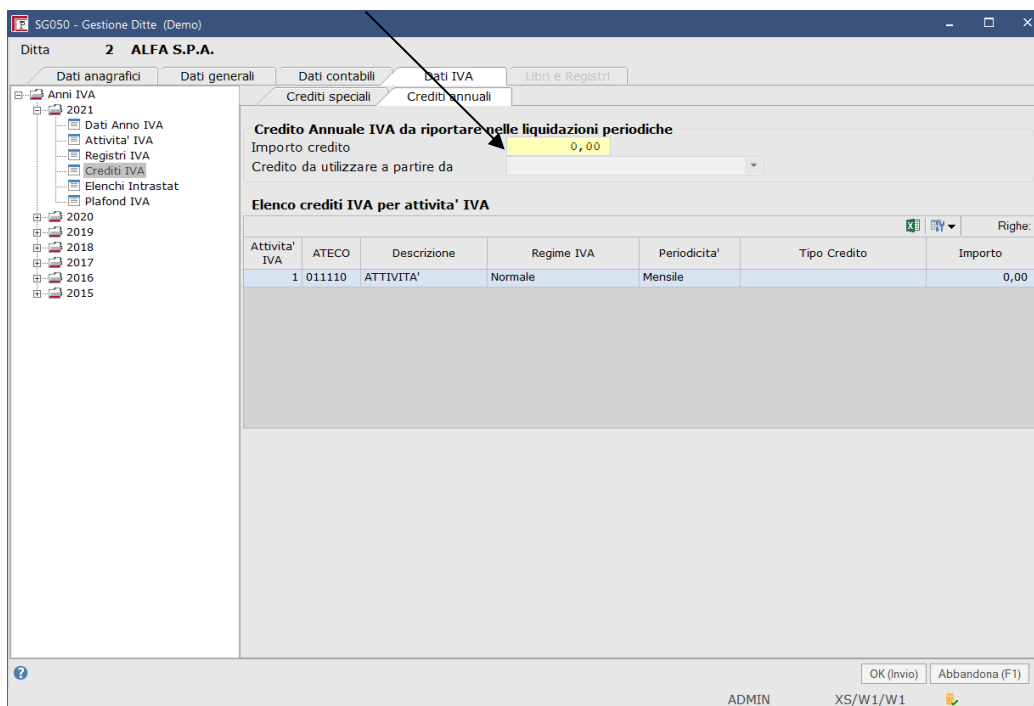 SG050 - Gestione Ditte (Demo)
Ditta 2 ALFA S.P.A.
Dati anagrafici Dati generali Dati contabili Dati IVA Libri e Registri
Anni IVA
2021
Dati Anno IVA
Attivita' IVA
Registri IVA
Crediti IVA
Elenchi Intrastat
Plafond IVA
2020
2019
2018
2017
2016
2015
Crediti speciali Crediti annuali
Credito Annuale IVA da riportare nelle liquidazioni periodiche
Importo credito 0,00
Credito da utilizzare a partire da
Elenco crediti IVA per attivita' IVA
Righe:
Attivita' IVA ATECO Descrizione Regime IVA Periodicita' Tipo Credito Importo
1 011110 ATTIVITA' Normale Mensile 0,00
OK (Invio) Abbandona (F1)
ADMIN XS/W1/W1